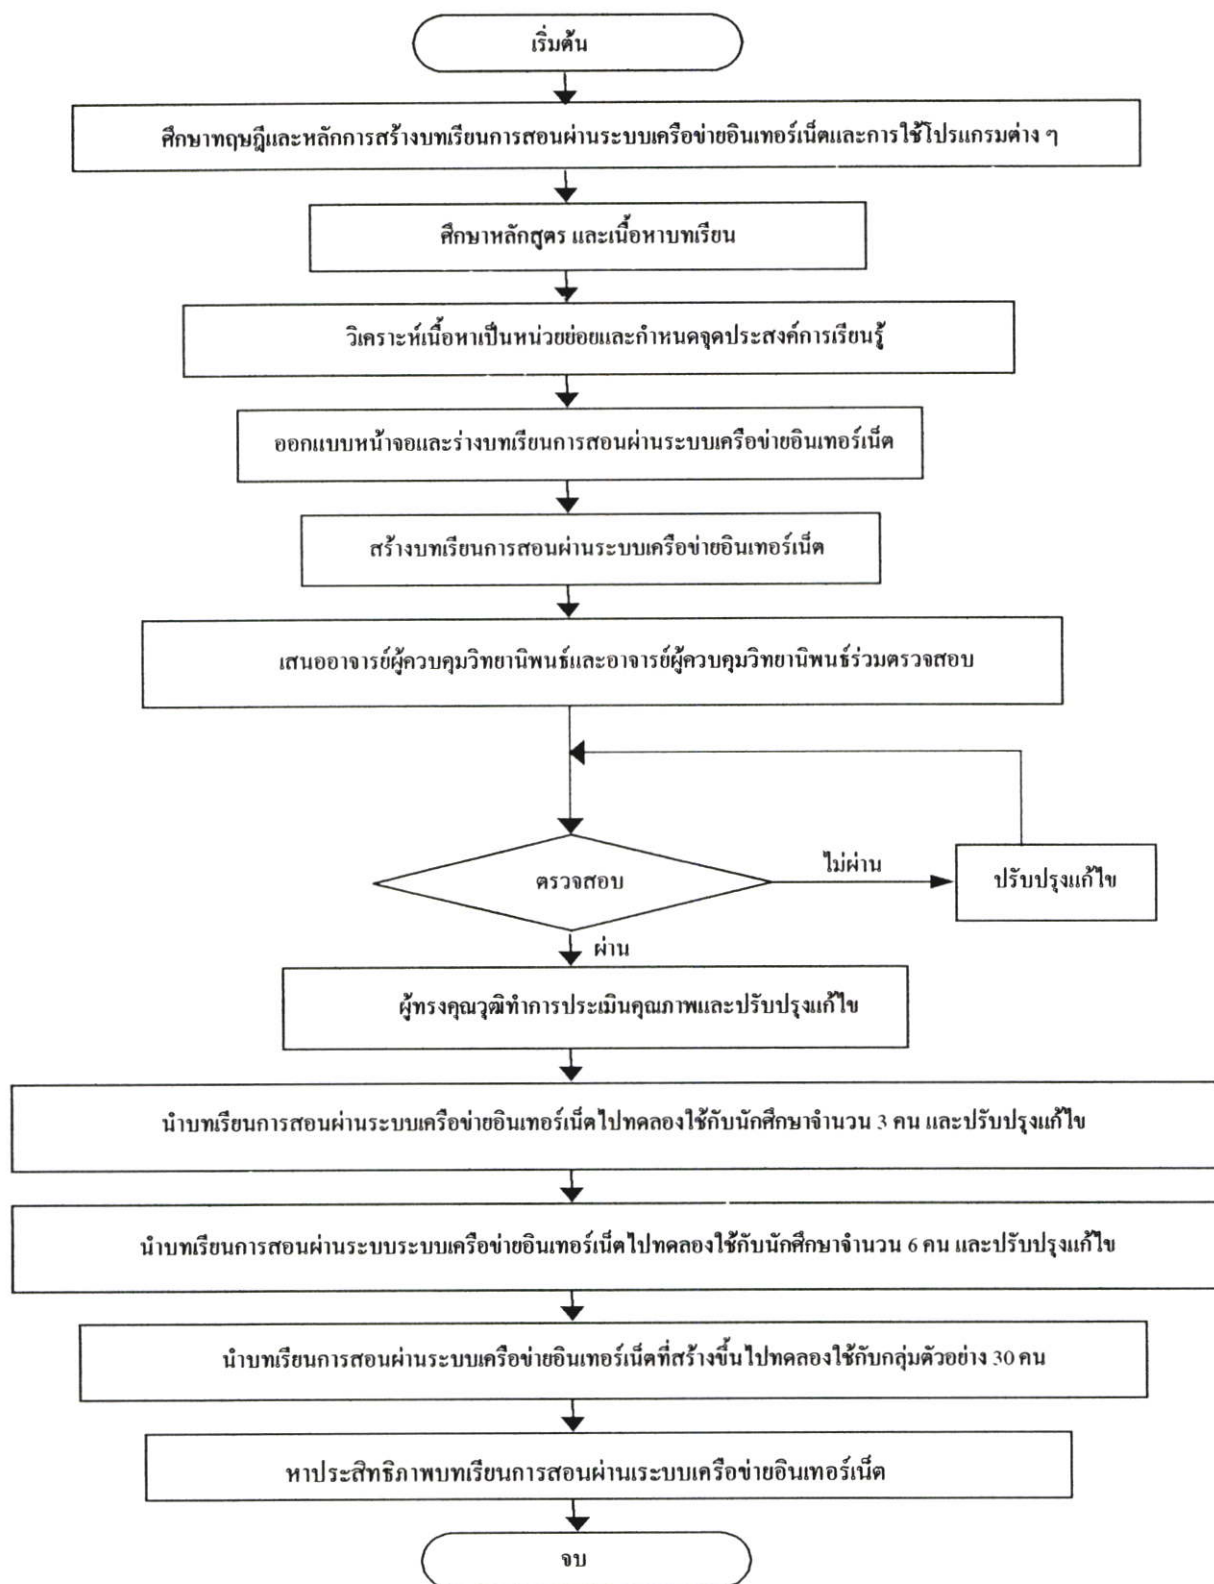 เริ่มต้น
ศึกษาทฤษฎีและหลักการสร้างบทเรียนการสอนผ่านระบบเครือข่ายอินเทอร์เน็ตและการใช้โปรแกรมต่าง ๆ
ศึกษาหลักสูตร และเนื้อหาบทเรียน
วิเคราะห์เนื้อหาเป็นหน่วยย่อยและกำหนดจุดประสงค์การเรียนรู้
ออกแบบหน้าจอและร่างบทเรียนการสอนผ่านระบบเครือข่ายอินเทอร์เน็ต
สร้างบทเรียนการสอนผ่านระบบเครือข่ายอินเทอร์เน็ต
เสนออาจารย์ผู้ควบคุมวิทยานิพนธ์และอาจารย์ผู้ควบคุมวิทยานิพนธ์ร่วมตรวจสอบ
ตรวจสอบ
ไม่ผ่าน
ปรับปรุงแก้ไข
ผ่าน
ผู้ทรงคุณวุฒิทำการประเมินคุณภาพและปรับปรุงแก้ไข
นำบทเรียนการสอนผ่านระบบเครือข่ายอินเทอร์เน็ตไปทดลองใช้กับนักศึกษาจำนวน 3 คน และปรับปรุงแก้ไข
นำบทเรียนการสอนผ่านระบบระบบเครือข่ายอินเทอร์เน็ตไปทดลองใช้กับนักศึกษาจำนวน 6 คน และปรับปรุงแก้ไข
นำบทเรียนการสอนผ่านระบบเครือข่ายอินเทอร์เน็ตที่สร้างขึ้นไปทดลองใช้กับกลุ่มตัวอย่าง 30 คน
หาประสิทธิภาพบทเรียนการสอนผ่านเระบบเครือข่ายอินเทอร์เน็ต
จบ